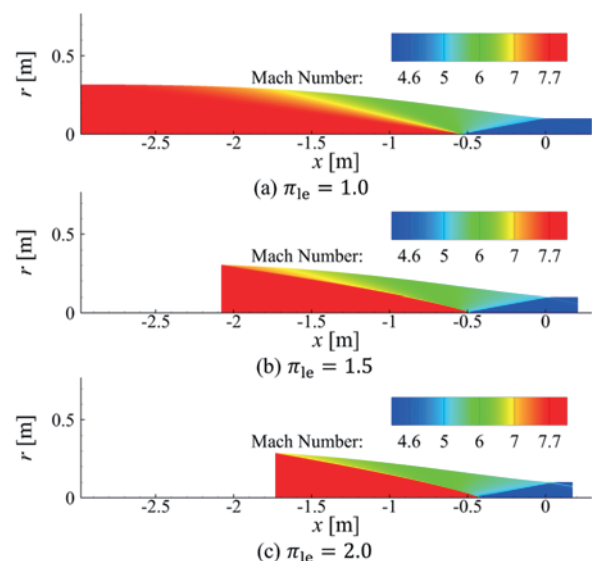 0.5
r [m]
Mach Number:
4.6 5 6 7 7.7
0
-2.5 -2 -1.5 -1 -0.5 0
x [m]
(a) π_le = 1.0
0.5
r [m]
Mach Number:
4.6 5 6 7 7.7
0
-2.5 -2 -1.5 -1 -0.5 0
x [m]
(b) π_le = 1.5
0.5
r [m]
Mach Number:
4.6 5 6 7 7.7
0
-2.5 -2 -1.5 -1 -0.5 0
x [m]
(c) π_le = 2.0